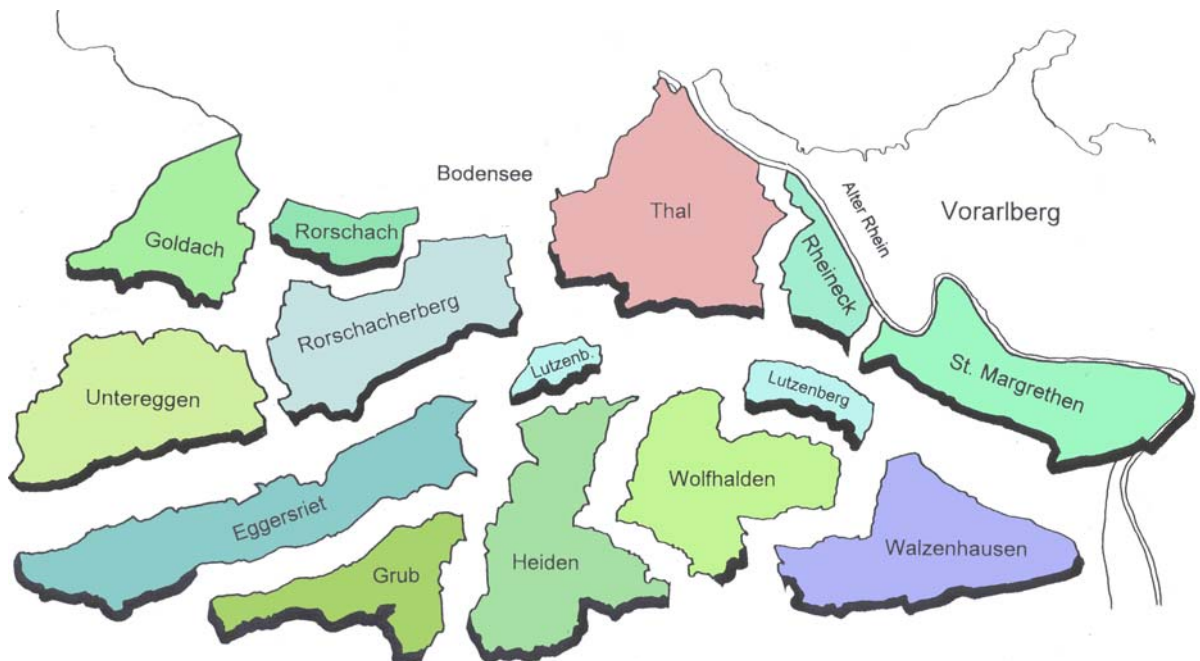 Bodensee
Thal
Alter Rhein
Vorarlberg
Goldach
Rorschach
Rheineck
Rorschacherberg
Lutzenb.
Lutzenberg
St. Margrethen
Untereggen
Wolfhalden
Eggersriet
Grub
Heiden
Walzenhausen